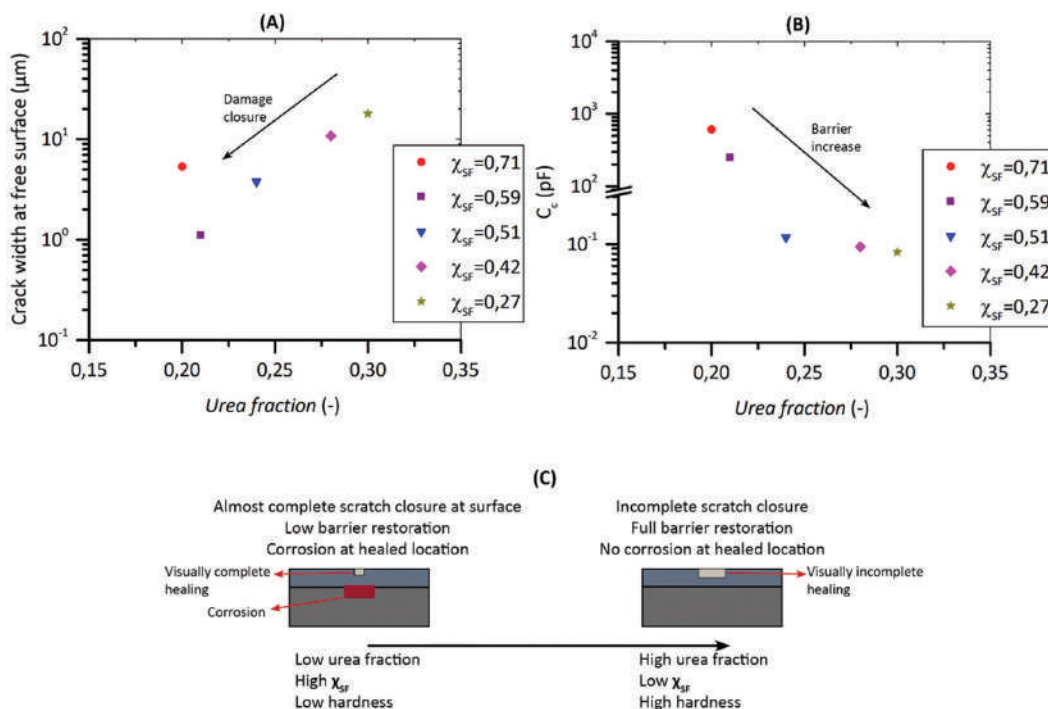 (A)
Crack width at free surface (µm)
10²
10¹
10⁰
10⁻¹
Damage
closure
χSF=0,71
χSF=0,59
χSF=0,51
χSF=0,42
χSF=0,27
0,15 0,20 0,25 0,30 0,35
Urea fraction (-)
(B)
Cc (pF)
10⁴
10³
10²
10⁻¹
10⁻²
Barrier
increase
χSF=0,71
χSF=0,59
χSF=0,51
χSF=0,42
χSF=0,27
0,15 0,20 0,25 0,30 0,35
Urea fraction (-)
(C)
Almost complete scratch closure at surface
Low barrier restoration
Corrosion at healed location
Visually complete
healing
Corrosion
Incomplete scratch closure
Full barrier restoration
No corrosion at healed location
Visually incomplete
healing
Low urea fraction
High χSF
Low hardness
High urea fraction
Low χSF
High hardness